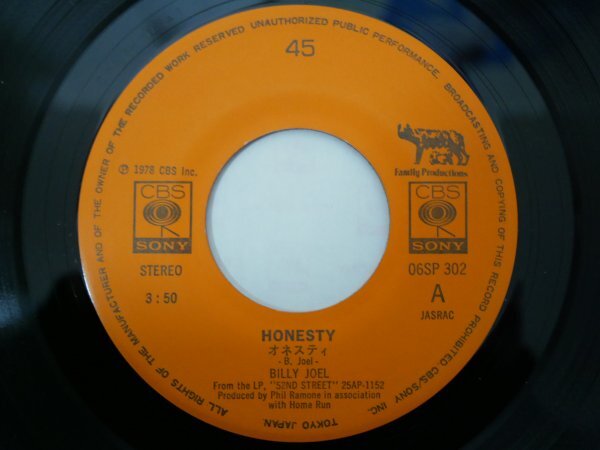 ALL RIGHTS OF THE MANUFACTURER AND OF THE OWNER OF THE RECORDED WORK RESERVED UNAUTHORIZED PUBLIC PERFORMANCE, BROADCASTING AND COPYING OF THIS RECORD PROHIBITED CBS/SONY INC. TOKYO JAPAN.
45
Family Productions
Ⓟ 1978 CBS Inc.
CBS
SONY
CBS
SONY
STEREO
06SP 302
3:50
A
JASRAC
HONESTY
オネスティ
- B. Joel -
BILLY JOEL
From the LP, "52ND STREET" 25AP-1152
Produced by Phil Ramone in association
with Home Run